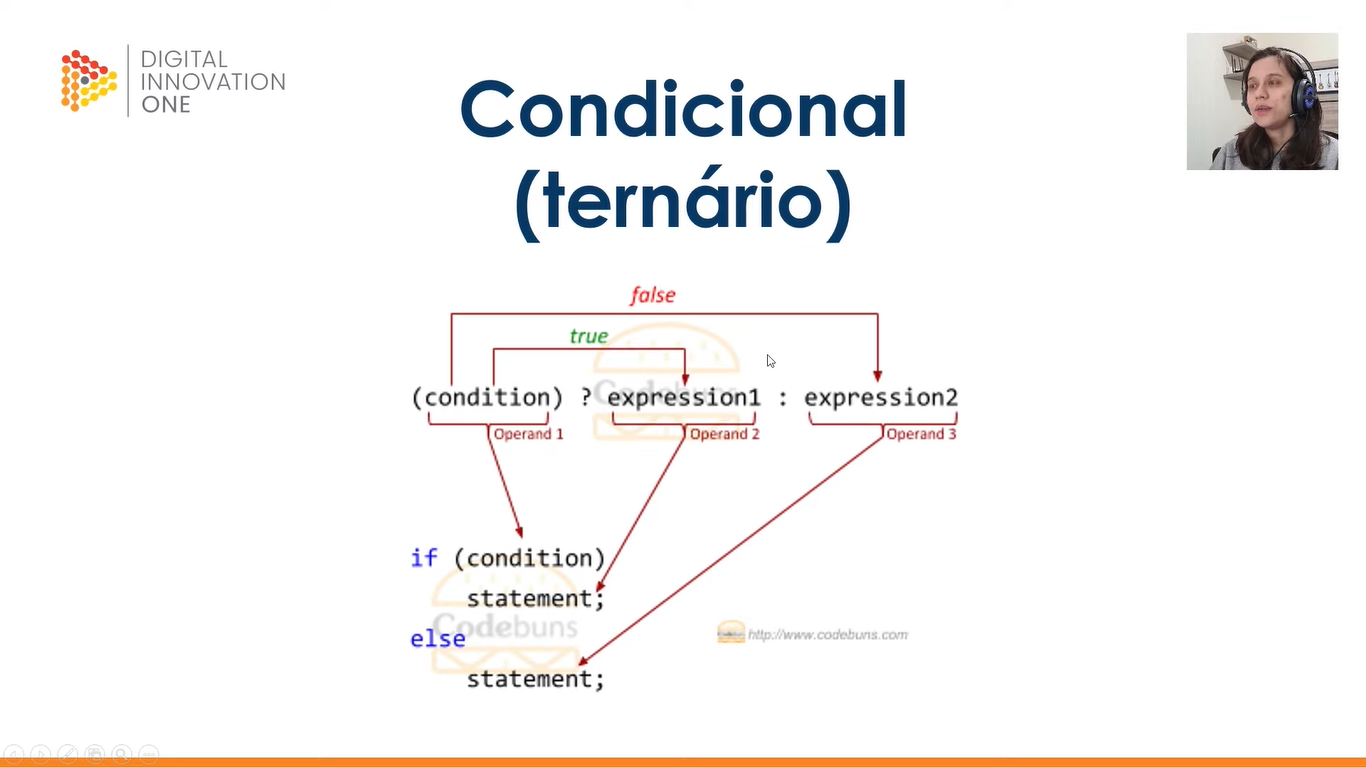 DIGITAL
INNOVATION
ONE
Condicional
(ternário)
false
true
(condition) ? expression1 : expression2
Operand 1 Operand 2 Operand 3
if (condition)
statement;
else
statement;
Codebuns
Codebuns
http://www.codebuns.com